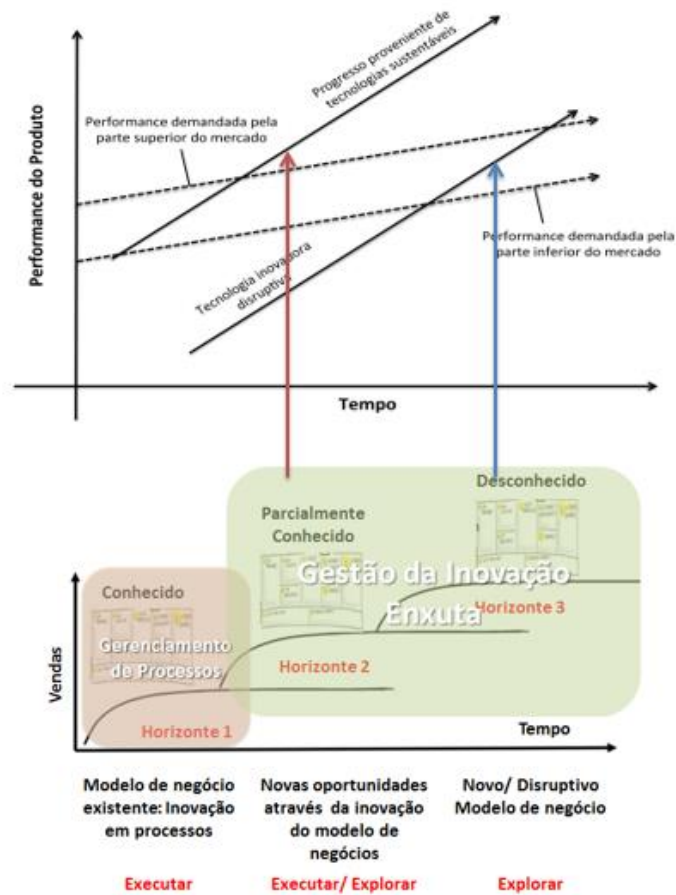 Progresso proveniente de
tecnologias sustentáveis
Performance demandada pela
parte superior do mercado
Performance do Produto
Performance demandada pela
parte inferior do mercado
Tecnologia inovadora
disruptiva
Tempo
Desconhecido
Parcialmente
Conhecido
Gestão da Inovação
Enxuta
Conhecido
Gerenciamento
de Processos
Horizonte 3
Horizonte 2
Horizonte 1
Vendas
Tempo
Modelo de negócio
existente: Inovação
em processos
Novas oportunidades
através da inovação
do modelo de
negócios
Novo/ Disruptivo
Modelo de negócio
Executar
Executar/ Explorar
Explorar